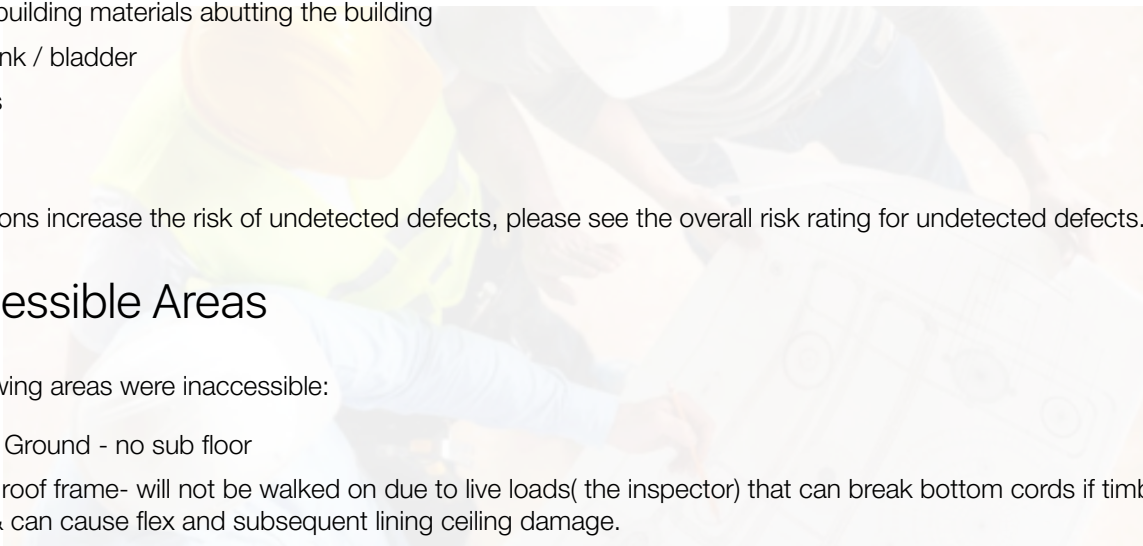 building materials abutting the building
nk / bladder
s
ons increase the risk of undetected defects, please see the overall risk rating for undetected defects.
essible Areas
wing areas were inaccessible:
Ground - no sub floor
roof frame- will not be walked on due to live loads( the inspector) that can break bottom cords if timb
& can cause flex and subsequent lining ceiling damage.